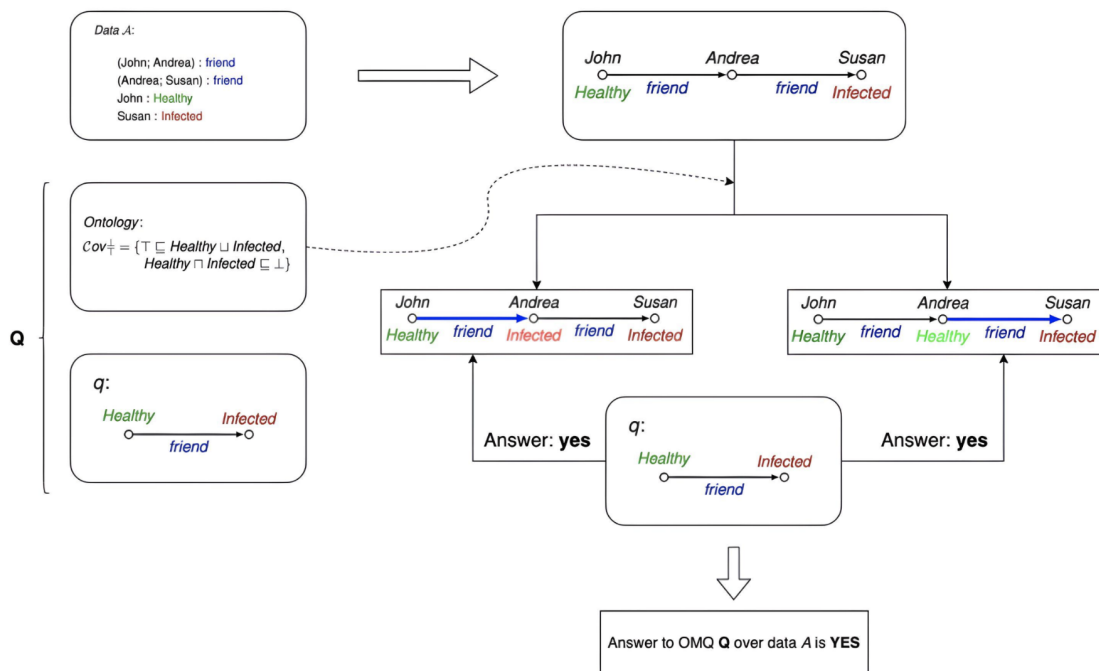 Data 𝒜:
(John; Andrea) : friend
(Andrea; Susan) : friend
John : Healthy
Susan : Infected
John Andrea Susan
friend friend
Healthy Infected
Q
Ontology:
𝒞ov⊥⊤ = {⊤ ⊑ Healthy ⊔ Infected,
Healthy ⊓ Infected ⊑ ⊥}
John Andrea Susan
friend friend
Healthy Infected Infected
John Andrea Susan
friend friend
Healthy Healthy Infected
q:
Healthy Infected
friend
Answer: yes
q:
Healthy Infected
friend
Answer: yes
Answer to OMQ Q over data A is YES